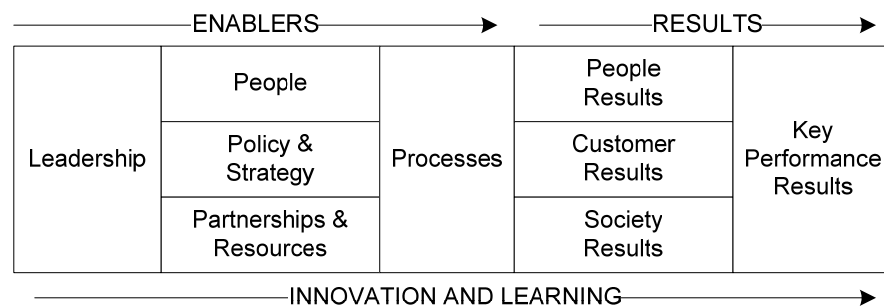 ENABLERS
RESULTS
Leadership
People
Policy &
Strategy
Partnerships &
Resources
Processes
People
Results
Customer
Results
Society
Results
Key
Performance
Results
INNOVATION AND LEARNING